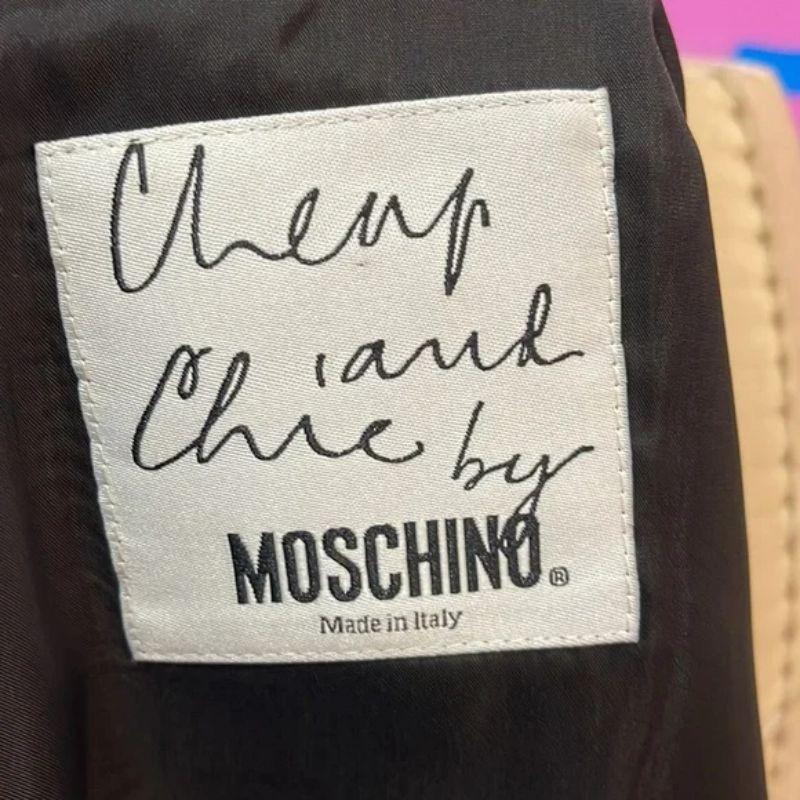 Cheap
and
Chic by
MOSCHINO®
Made in Italy